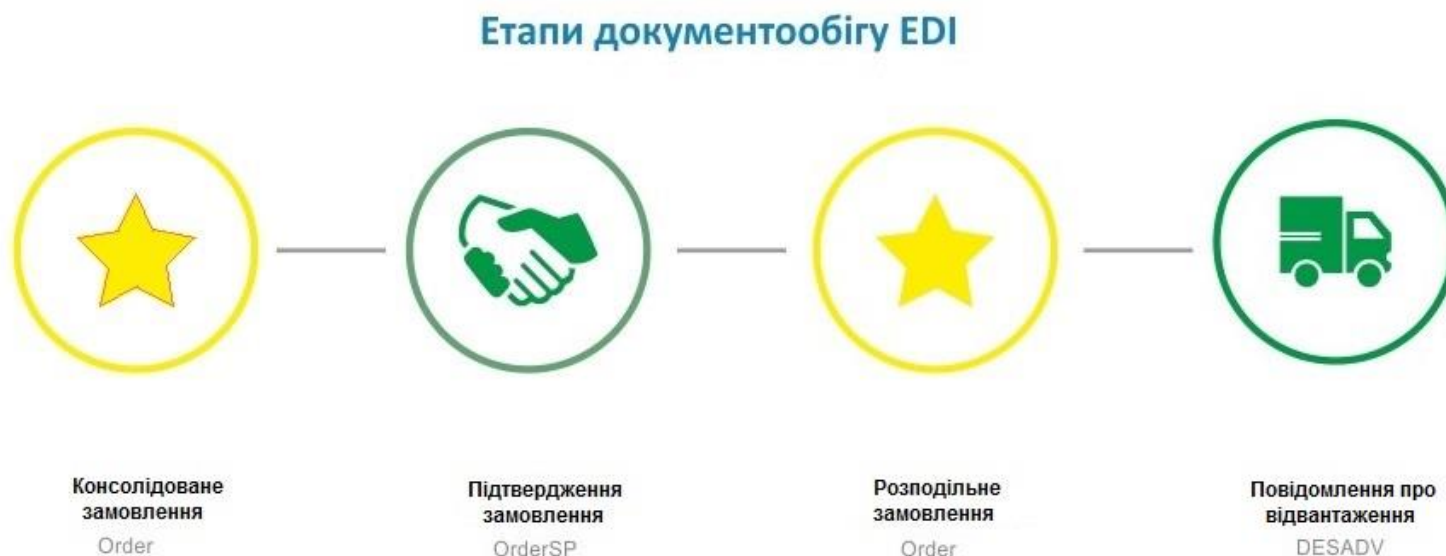 Етапи документообігу EDI
Консолідоване
замовлення
Order
Підтвердження
замовлення
OrderSP
Розподільне
замовлення
Order
Повідомлення про
відвантаження
DESADV